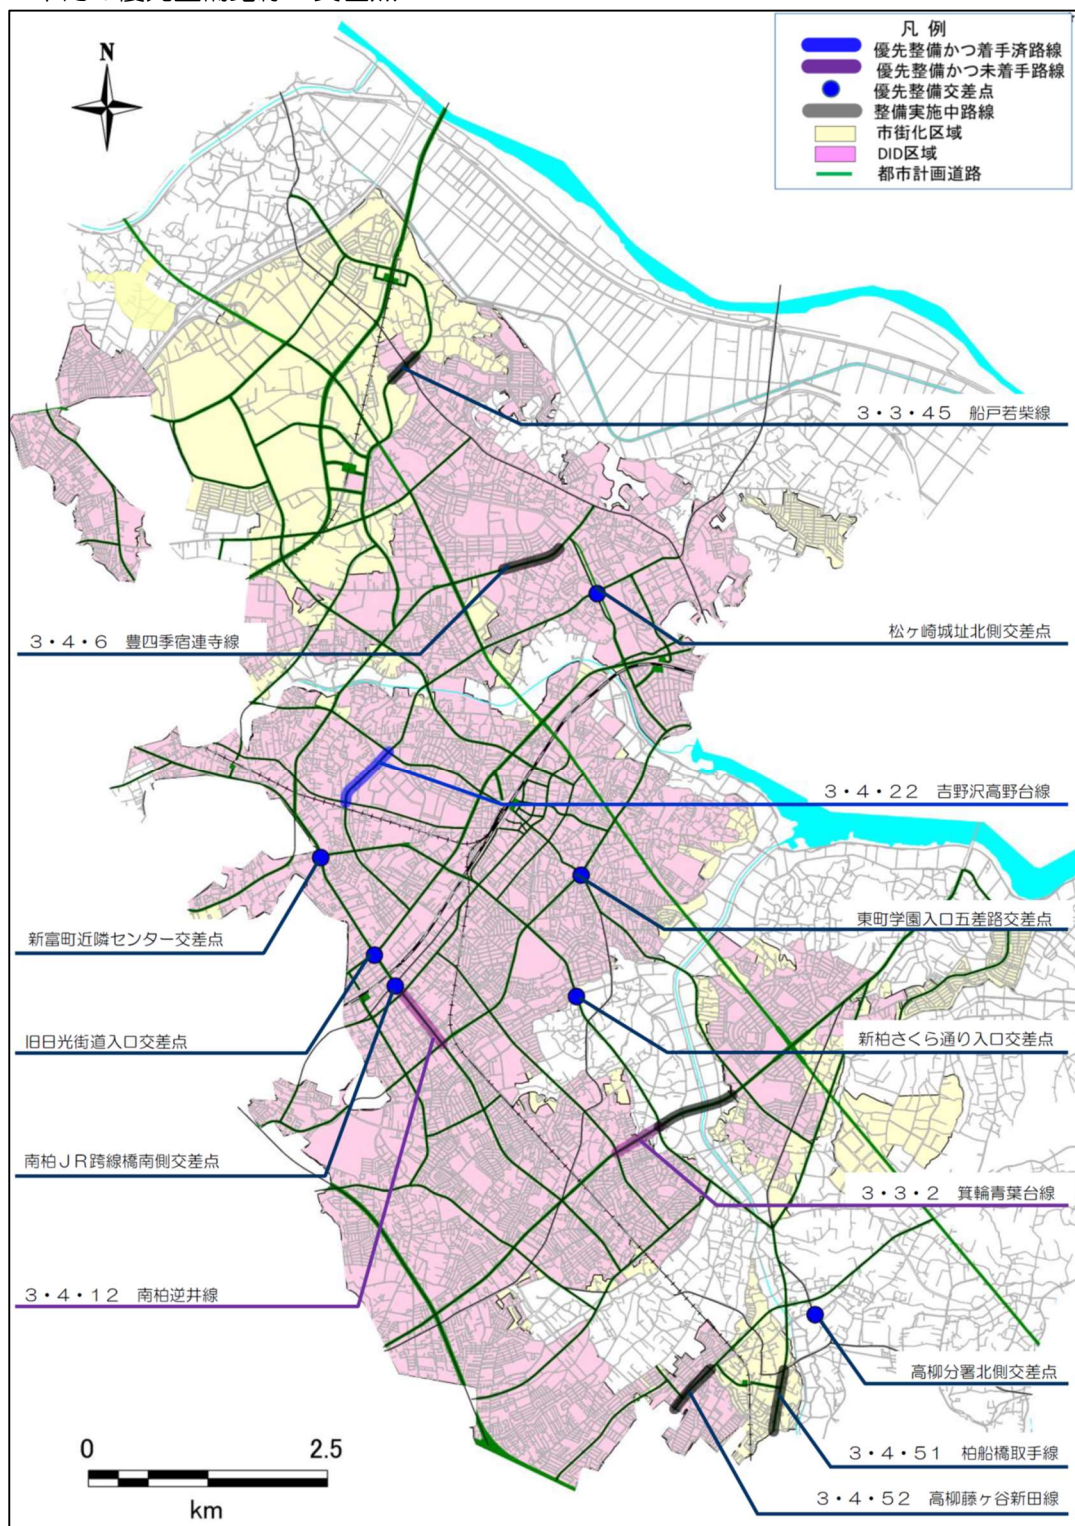 凡 例
優先整備かつ着手済路線
優先整備かつ未着手路線
優先整備交差点
整備実施中路線
市街化区域
DID区域
都市計画道路
N
3・3・45 船戸若柴線
3・4・6 豊四季宿連寺線
松ヶ崎城址北側交差点
3・4・22 吉野沢高野台線
新富町近隣センター交差点
東町学園入口五差路交差点
旧日光街道入口交差点
新柏さくら通り入口交差点
南柏JR跨線橋南側交差点
3・3・2 箕輪青葉台線
3・4・12 南柏逆井線
高柳分署北側交差点
3・4・51 柏船橋取手線
3・4・52 高柳藤ヶ谷新田線
0 2.5
km